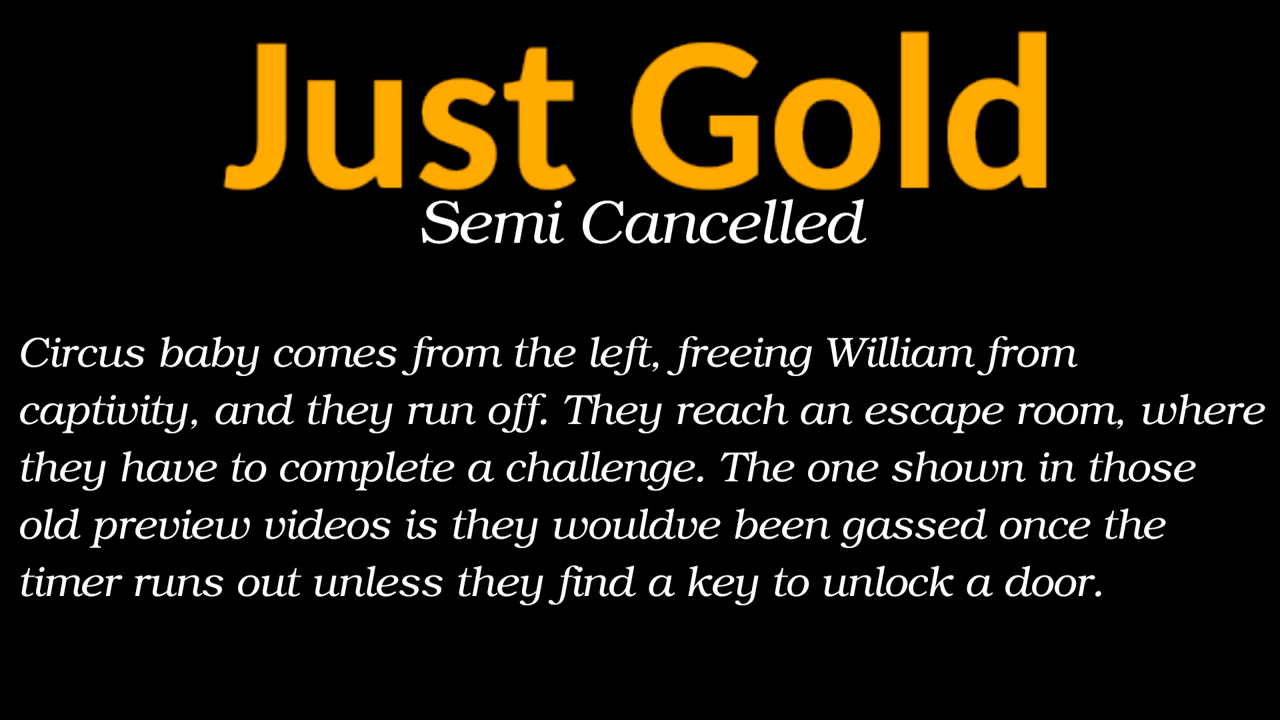 Just Gold
Semi Cancelled
Circus baby comes from the left, freeing William from
captivity, and they run off. They reach an escape room, where
they have to complete a challenge. The one shown in those
old preview videos is they wouldve been gassed once the
timer runs out unless they find a key to unlock a door.